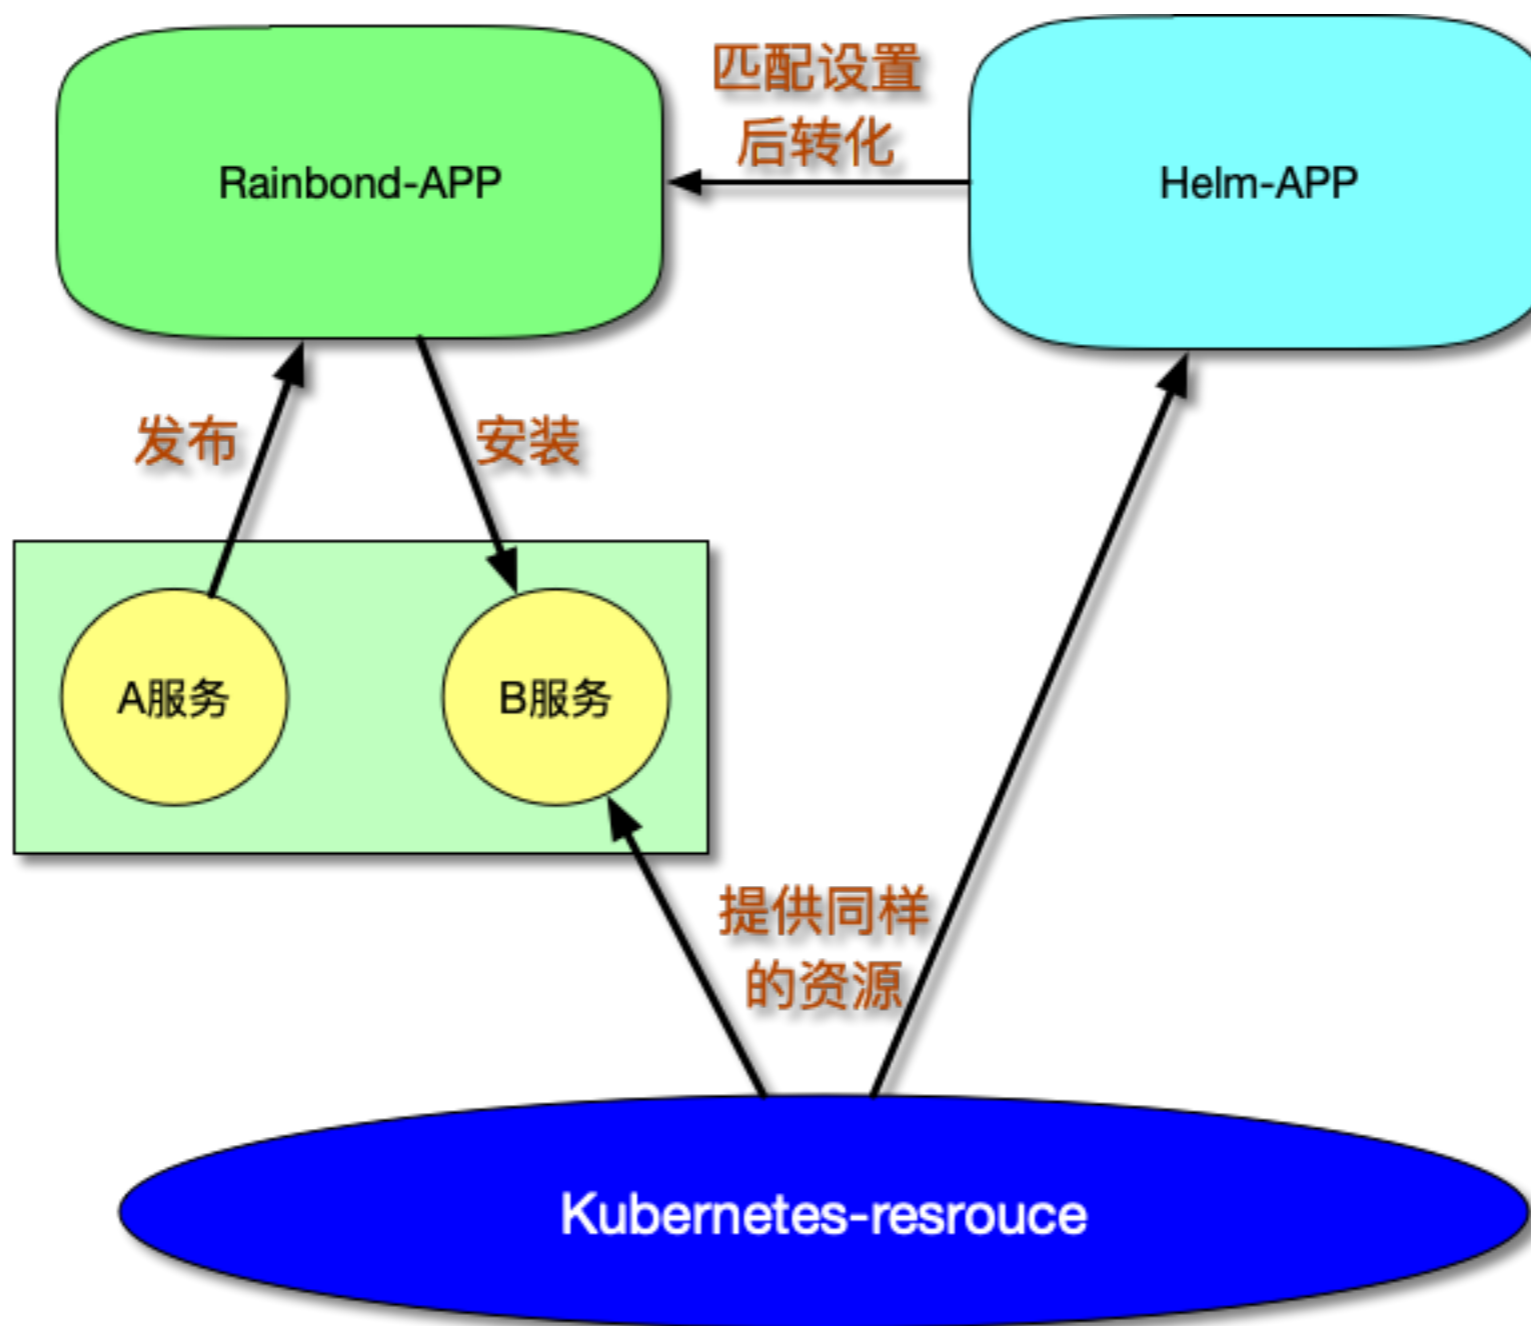 匹配设置
后转化
Rainbond-APP
Helm-APP
发布
安装
A服务
B服务
提供同样
的资源
Kubernetes-resrouce